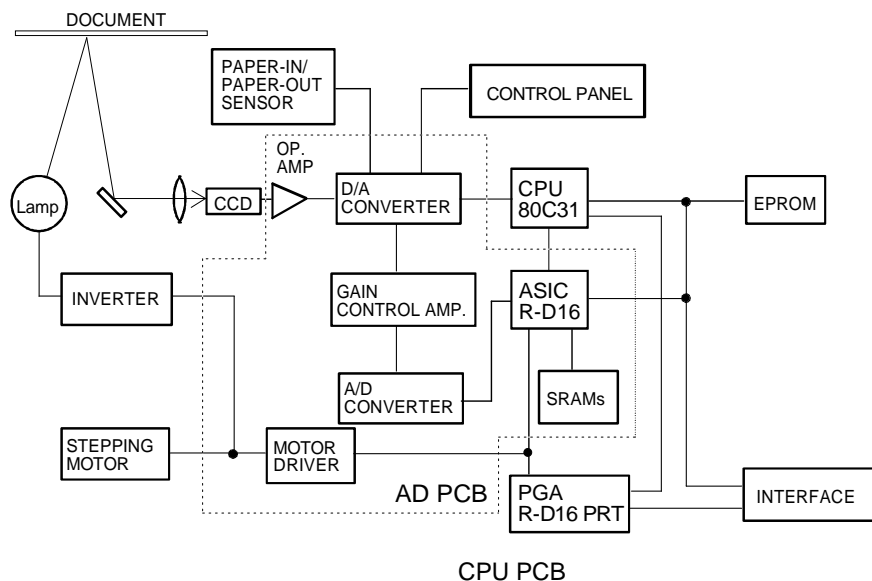 DOCUMENT
PAPER-IN/
PAPER-OUT
SENSOR
CONTROL PANEL
OP.
AMP
Lamp
CCD
D/A
CONVERTER
CPU
80C31
EPROM
INVERTER
GAIN
CONTROL AMP.
ASIC
R-D16
A/D
CONVERTER
SRAMs
STEPPING
MOTOR
MOTOR
DRIVER
AD PCB
PGA
R-D16 PRT
INTERFACE
CPU PCB